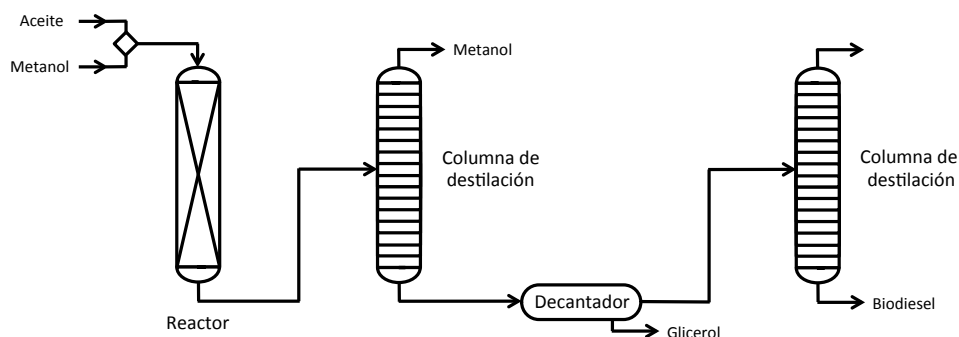 Aceite
Metanol
Reactor
Metanol
Columna de
destilación
Decantador
Glicerol
Columna de
destilación
Biodiesel